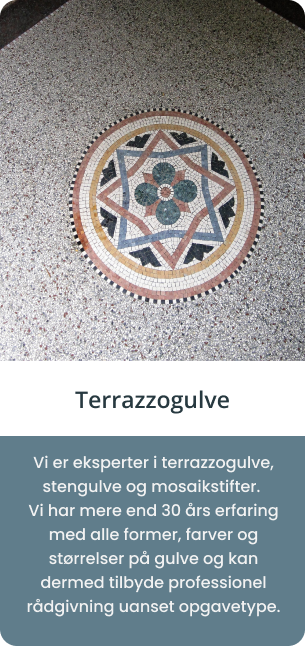 Terrazzogulve
Vi er eksperter i terrazzogulve,
stengulve og mosaikstifter.
Vi har mere end 30 års erfaring
med alle former, farver og
størrelser på gulve og kan
dermed tilbyde professionel
rådgivning uanset opgavetype.